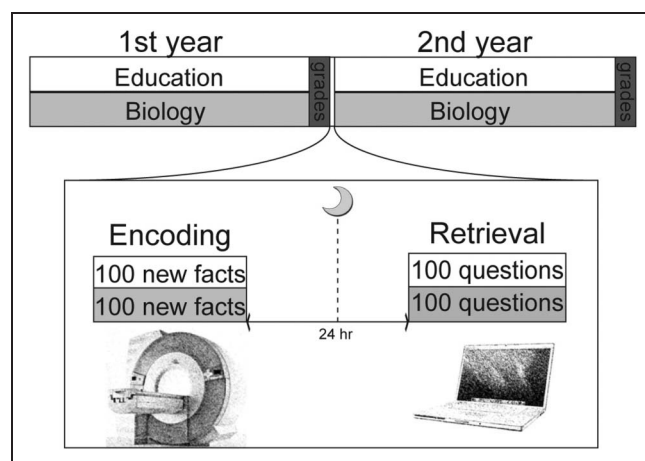 1st year 2nd year
Education grades Education grades
Biology Biology
Encoding Retrieval
100 new facts 100 questions
100 new facts 100 questions
24 hr